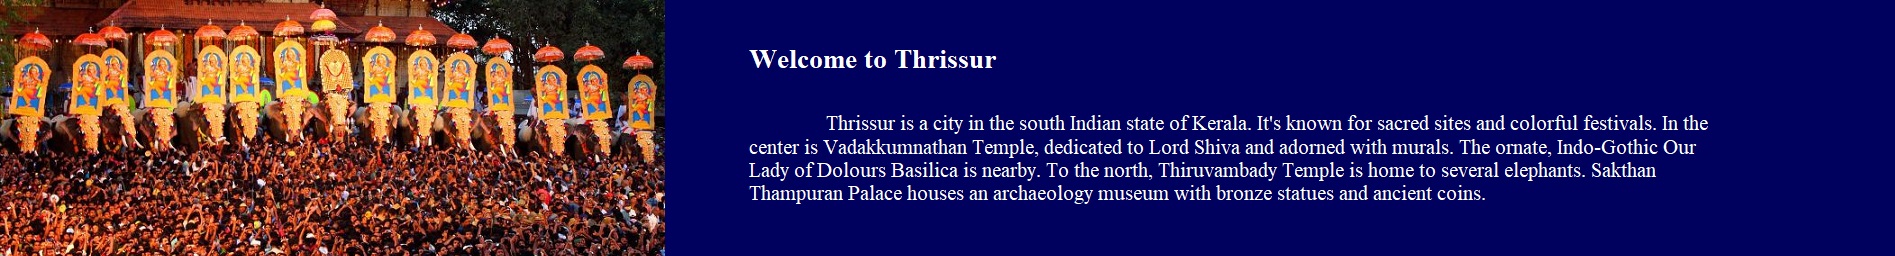 Welcome to Thrissur
Thrissur is a city in the south Indian state of Kerala. It's known for sacred sites and colorful festivals. In the
center is Vadakkumnathan Temple, dedicated to Lord Shiva and adorned with murals. The ornate, Indo-Gothic Our
Lady of Dolours Basilica is nearby. To the north, Thiruvambady Temple is home to several elephants. Sakthan
Thampuran Palace houses an archaeology museum with bronze statues and ancient coins.